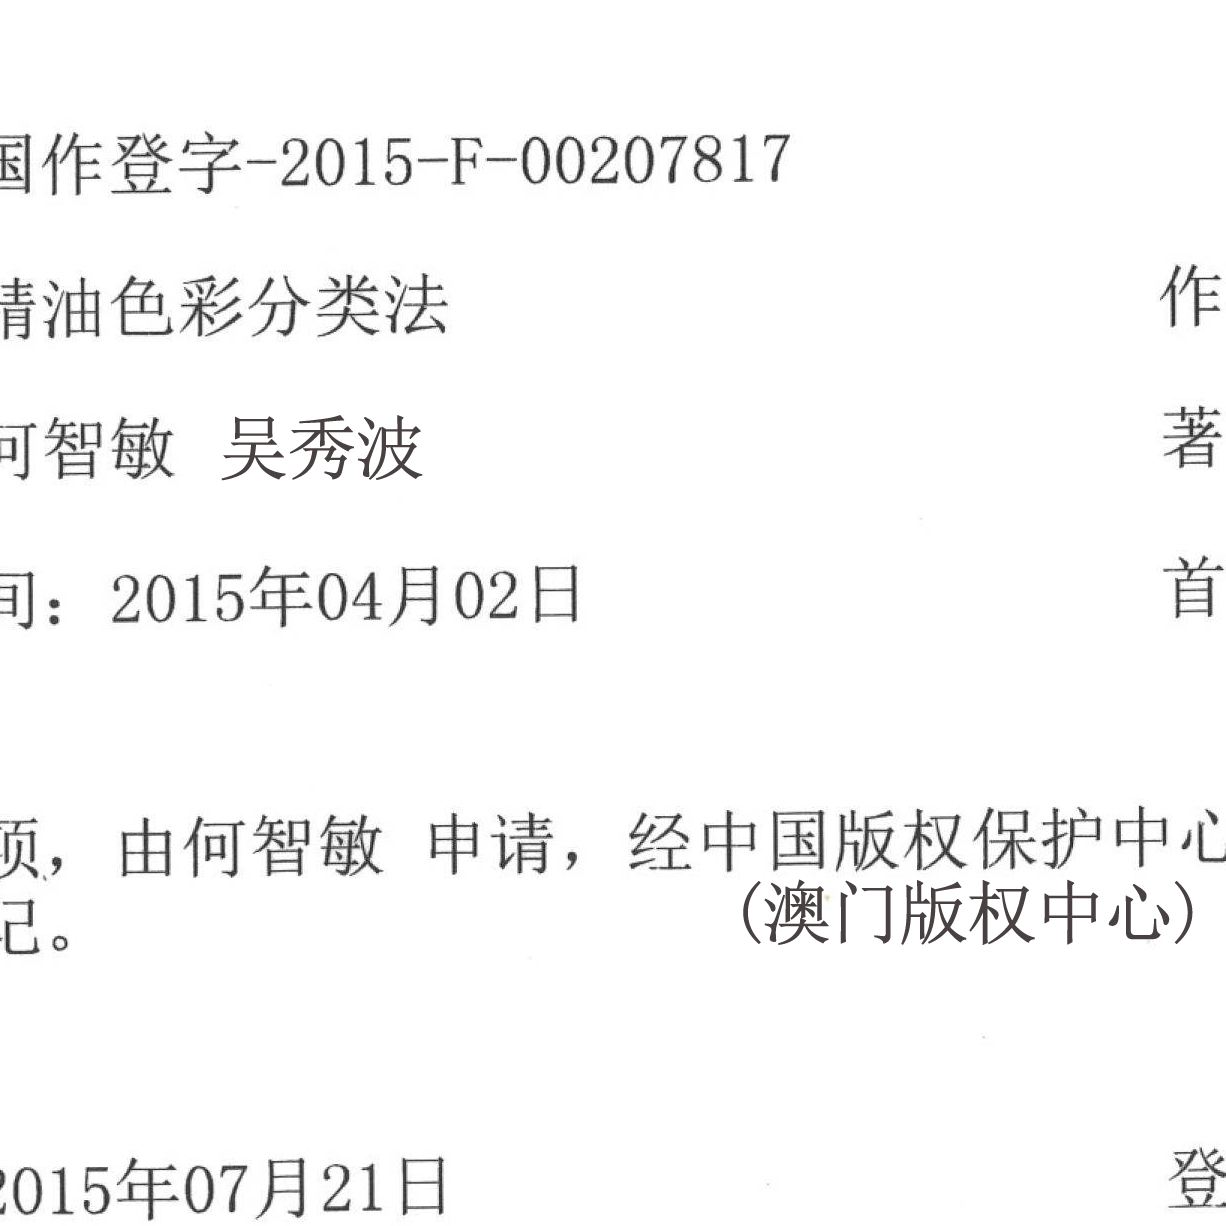 国作登字-2015-F-00207817
精油色彩分类法 作
何智敏 吴秀波 著
间：2015年04月02日 首
项，由何智敏 申请，经中国版权保护中心
(澳门版权中心)
记。
2015年07月21日 登